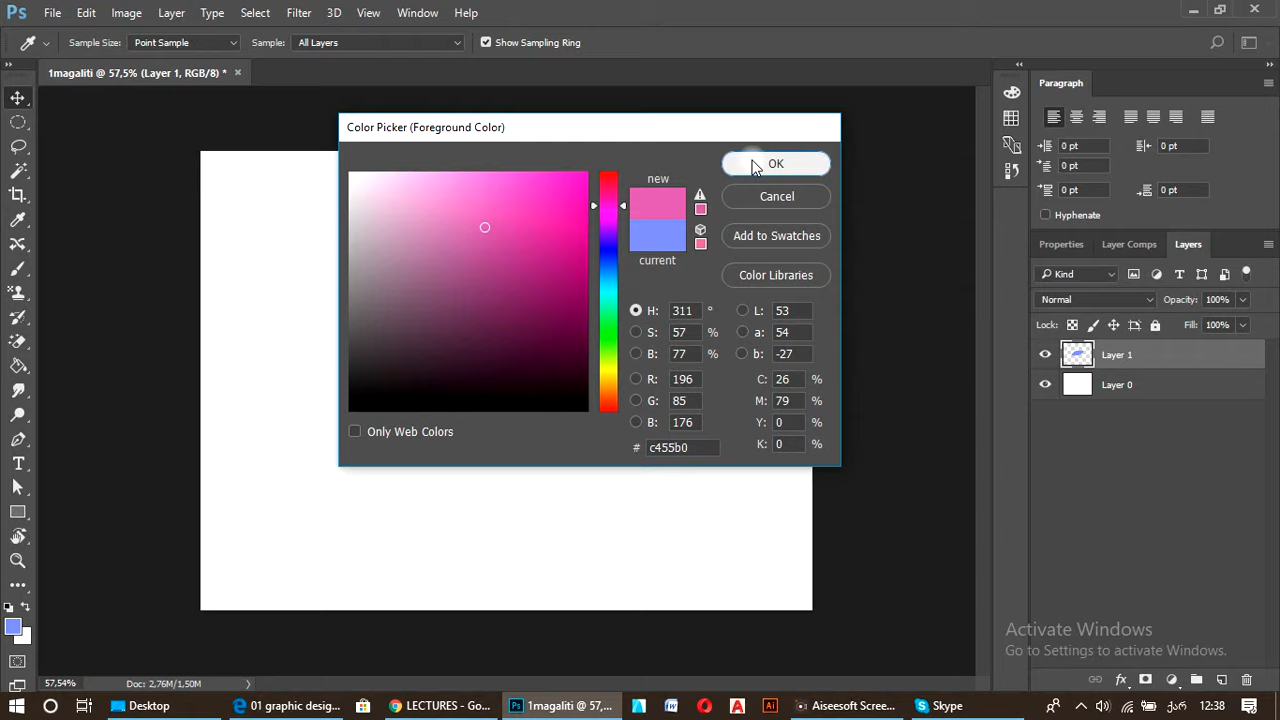 Ps File Edit Image Layer Type Select Filter 3D View Window Help
Sample Size: Point Sample Sample: All Layers Show Sampling Ring
1magaliti @ 57,5% (Layer 1, RGB/8) *
Color Picker (Foreground Color)
new
current
OK
Cancel
Add to Swatches
Color Libraries
H: 311 ° L: 53
S: 57 % a: 54
B: 77 % b: -27
R: 196 C: 26 %
G: 85 M: 79 %
B: 176 Y: 0 %
# c455b0 K: 0 %
Only Web Colors
Paragraph
0 pt 0 pt
0 pt
0 pt 0 pt
Hyphenate
Properties Layer Comps Layers
Kind
Normal Opacity: 100%
Lock: Fill: 100%
Layer 1
Layer 0
Activate Windows
Go to Settings to activate Windows.
57,54% Doc: 2,76M/1,50M
Desktop 01 graphic desig... LECTURES - Go... Ps 1magaliti @ 57,... Ai Aiseesoft Scree... Skype ქარ 12:38